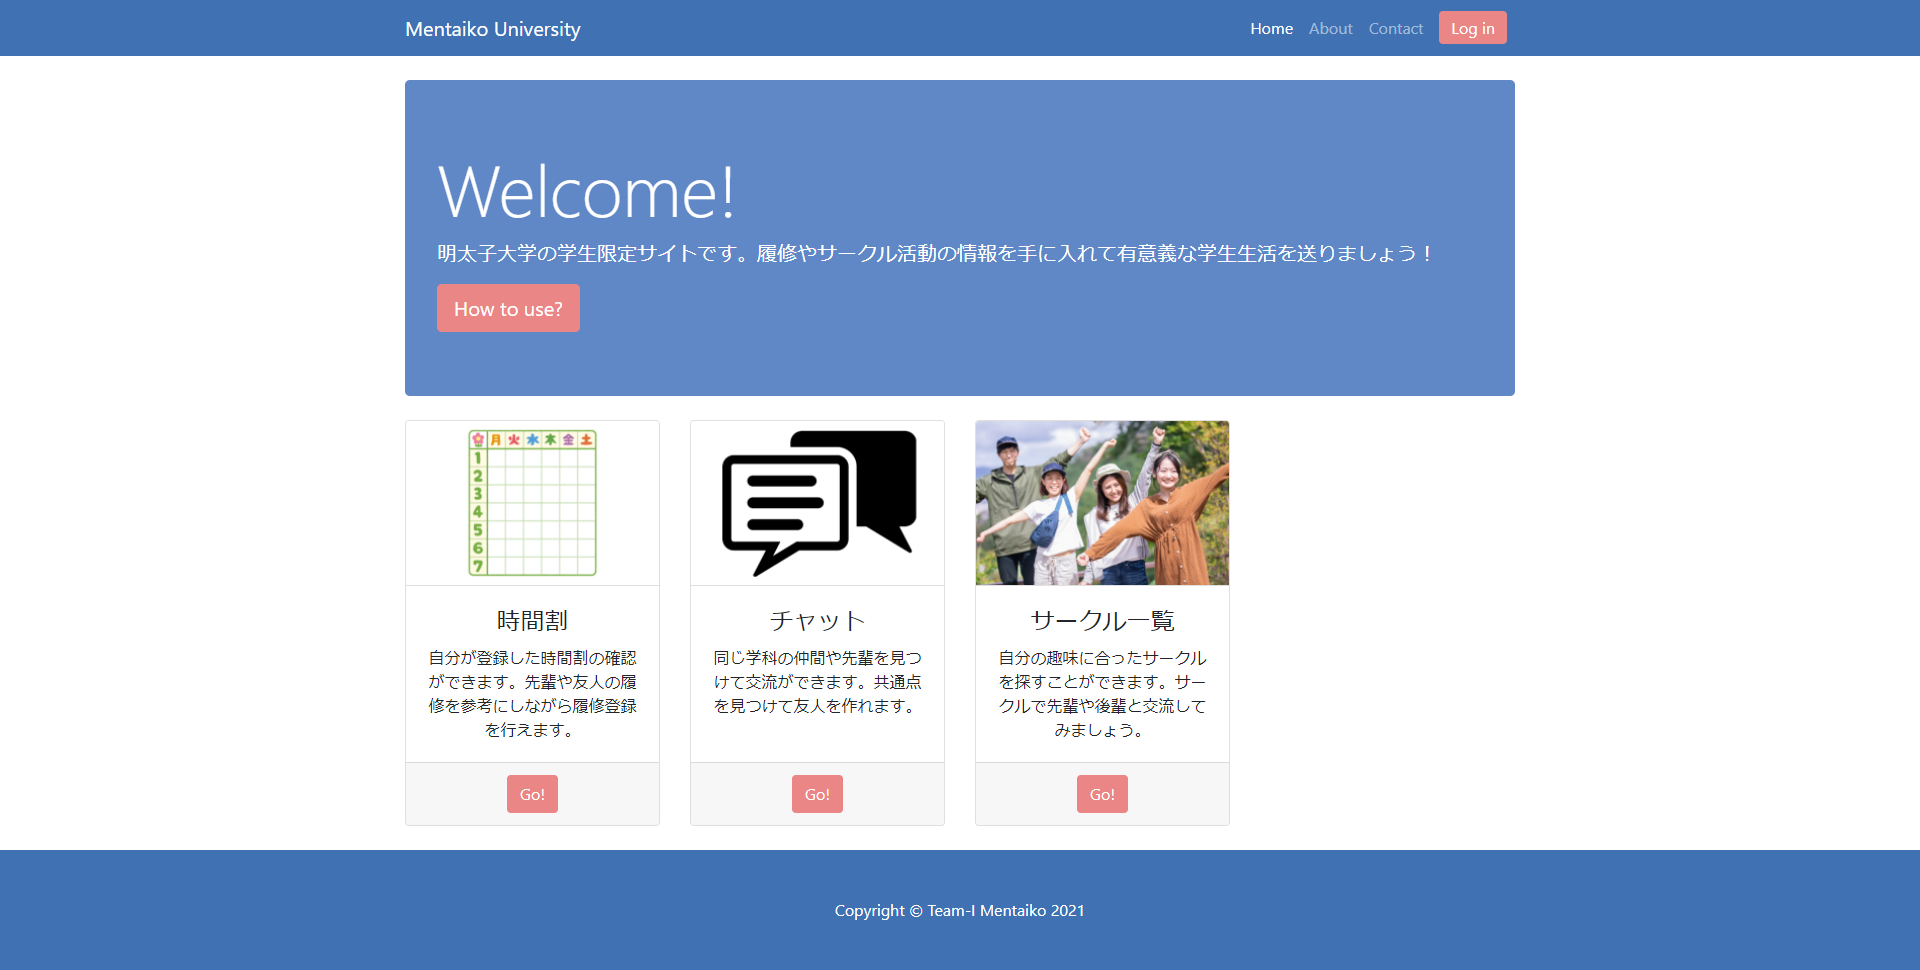 Mentaiko University
Home About Contact Log in
Welcome!
明太子大学の学生限定サイトです。履修やサークル活動の情報を手に入れて有意義な学生生活を送りましょう！
How to use?
月 火 水 木 金 土
1
2
3
4
5
6
7
時間割
自分が登録した時間割の確認
ができます。先輩や友人の履
修を参考にしながら履修登録
を行えます。
Go!
チャット
同じ学科の仲間や先輩を見つ
けて交流ができます。共通点
を見つけて友人を作れます。
Go!
サークル一覧
自分の趣味に合ったサークル
を探すことができます。サー
クルで先輩や後輩と交流して
みましょう。
Go!
Copyright © Team-I Mentaiko 2021